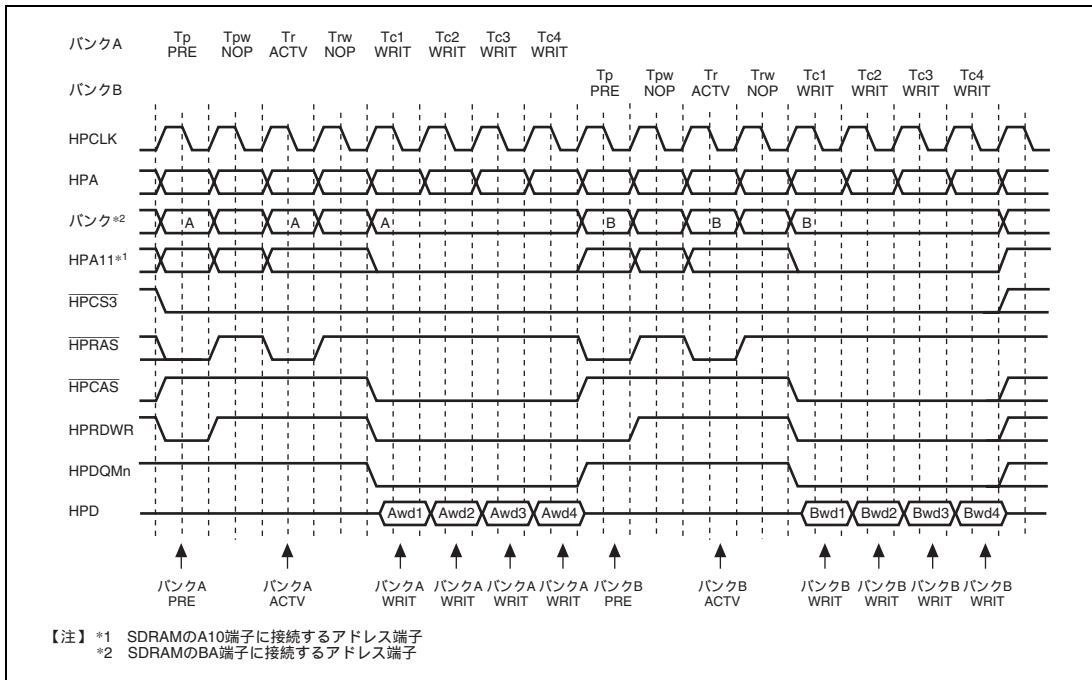 バンクA Tp Tpw Tr Trw Tc1 Tc2 Tc3 Tc4
PRE NOP ACTV NOP WRIT WRIT WRIT WRIT
バンクB Tp Tpw Tr Trw Tc1 Tc2 Tc3 Tc4
PRE NOP ACTV NOP WRIT WRIT WRIT WRIT
HPCLK
HPA
バンク*2 A A A B B B
HPA11*1
HPCS3
HPRAS
HPCAS
HPRDWR
HPDQMn
HPD Awd1 Awd2 Awd3 Awd4 Bwd1 Bwd2 Bwd3 Bwd4
バンクA バンクA バンクA バンクA バンクA バンクA バンクB バンクB バンクB バンクB バンクB バンクB
PRE ACTV WRIT WRIT WRIT WRIT PRE ACTV WRIT WRIT WRIT WRIT
【注】 *1 SDRAMのA10端子に接続するアドレス端子
*2 SDRAMのBA端子に接続するアドレス端子